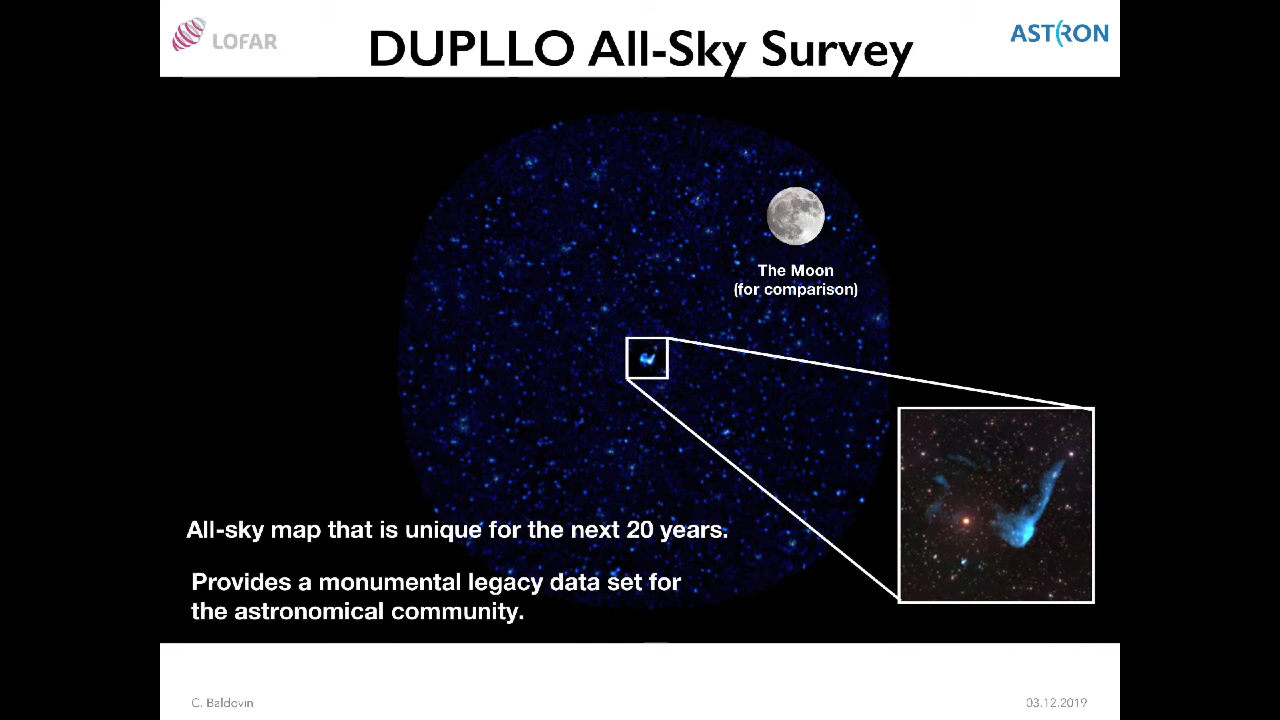 LOFAR
DUPLLO All-Sky Survey
ASTRON
The Moon
(for comparison)
All-sky map that is unique for the next 20 years.
Provides a monumental legacy data set for
the astronomical community.
C. Baldovin
03.12.2019